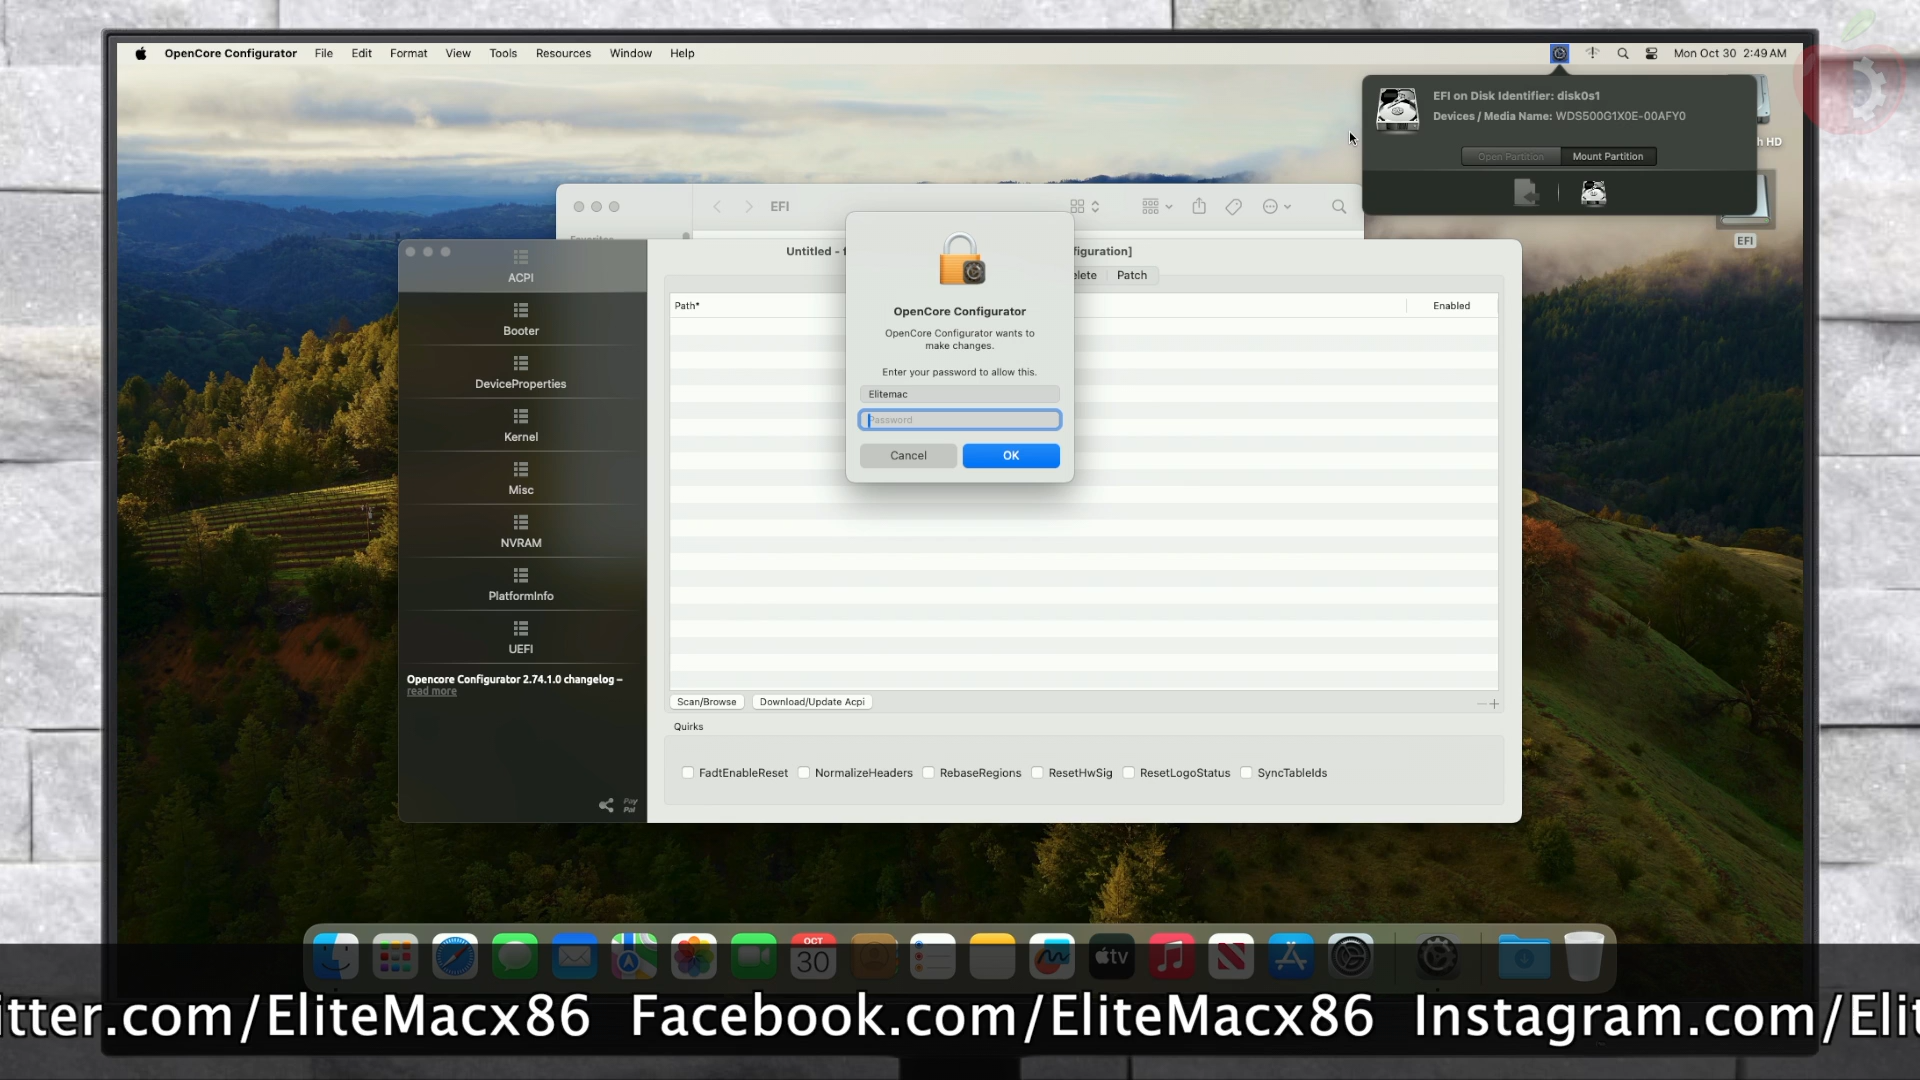 OpenCore Configurator File Edit Format View Tools Resources Window Help
Mon Oct 30 2:49 AM
EFI on Disk Identifier: disk0s1
Devices / Media Name: WDS500G1X0E-00AFY0
Open Partition Mount Partition
h HD
EFI
EFI
Untitled -
figuration]
ACPI
Booter
DeviceProperties
Kernel
Misc
NVRAM
PlatformInfo
UEFI
Opencore Configurator 2.74.1.0 changelog –
read more
Pay
Pal
elete Patch
Path*
Enabled
OpenCore Configurator
OpenCore Configurator wants to
make changes.
Enter your password to allow this.
Elitemac
Password
Cancel OK
Scan/Browse Download/Update Acpi
Quirks
FadtEnableReset NormalizeHeaders RebaseRegions ResetHwSig ResetLogoStatus SyncTableIds
OCT
30
tv
itter.com/EliteMacx86 Facebook.com/EliteMacx86 Instagram.com/Elit